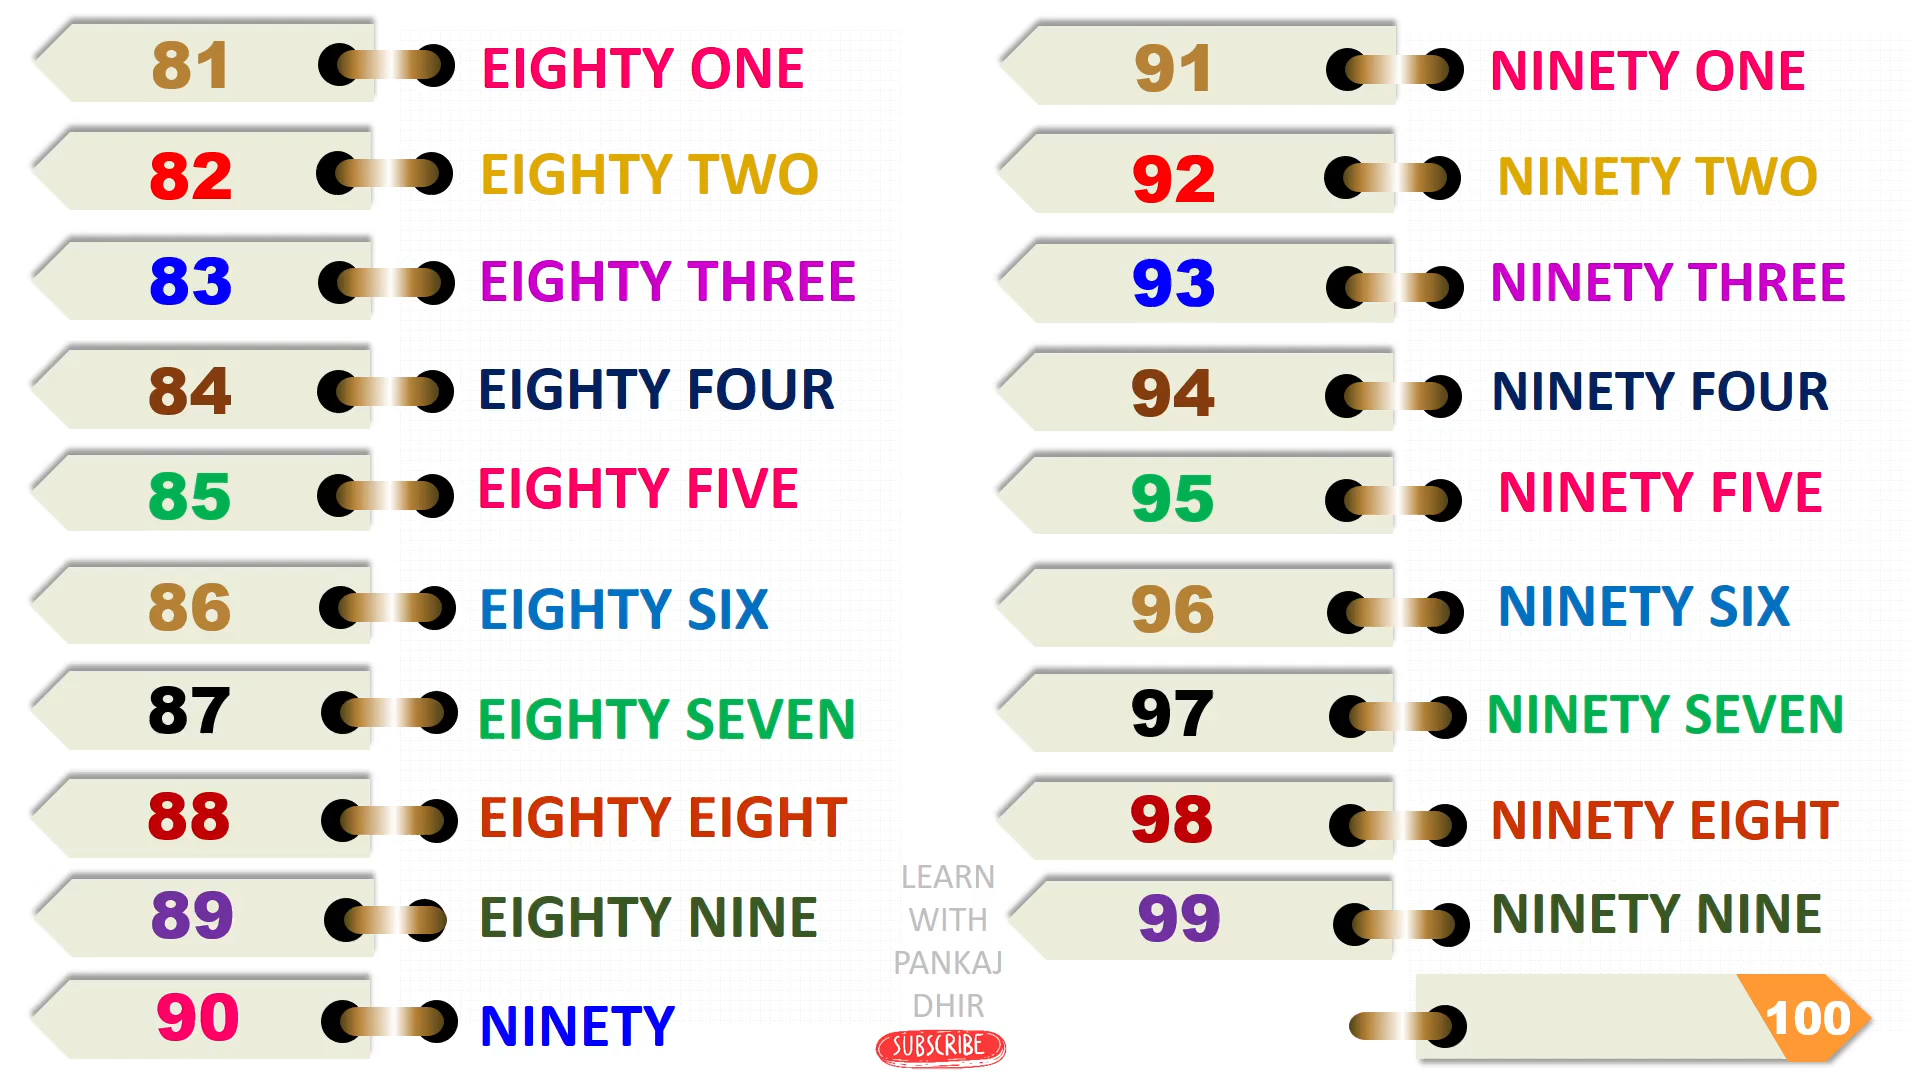 81 EIGHTY ONE
82 EIGHTY TWO
83 EIGHTY THREE
84 EIGHTY FOUR
85 EIGHTY FIVE
86 EIGHTY SIX
87 EIGHTY SEVEN
88 EIGHTY EIGHT
89 EIGHTY NINE
90 NINETY
LEARN
WITH
PANKAJ
DHIR
SUBSCRIBE
91 NINETY ONE
92 NINETY TWO
93 NINETY THREE
94 NINETY FOUR
95 NINETY FIVE
96 NINETY SIX
97 NINETY SEVEN
98 NINETY EIGHT
99 NINETY NINE
100